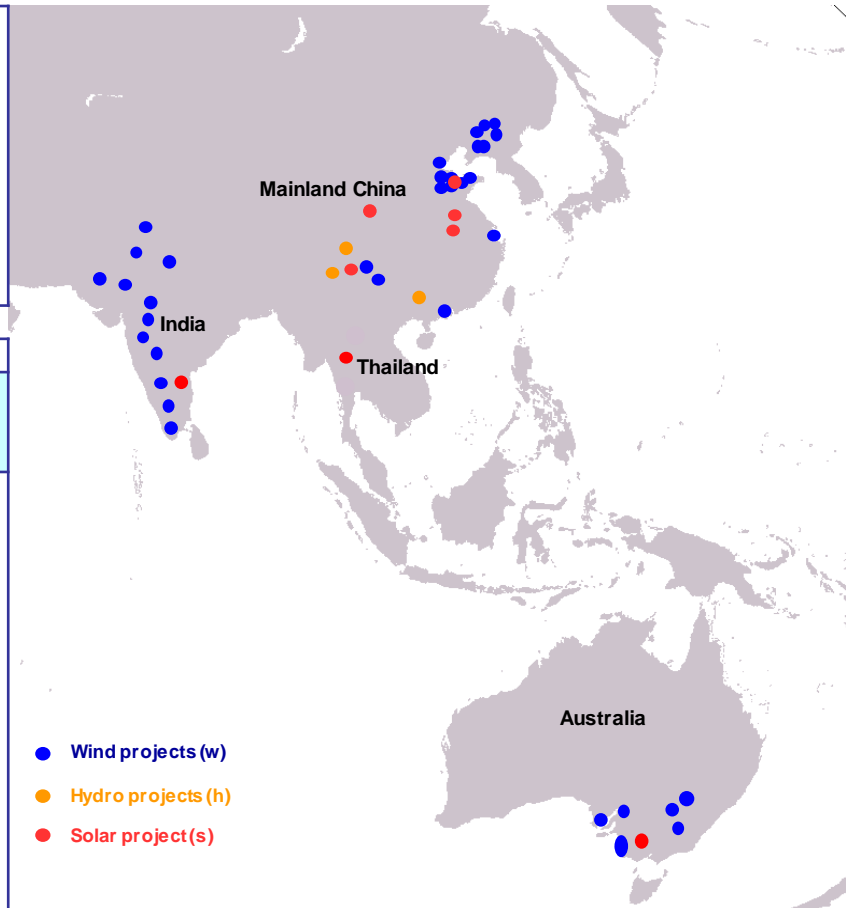 Mainland China
India
Thailand
Australia
Wind projects (w)
Hydro projects (h)
Solar project (s)